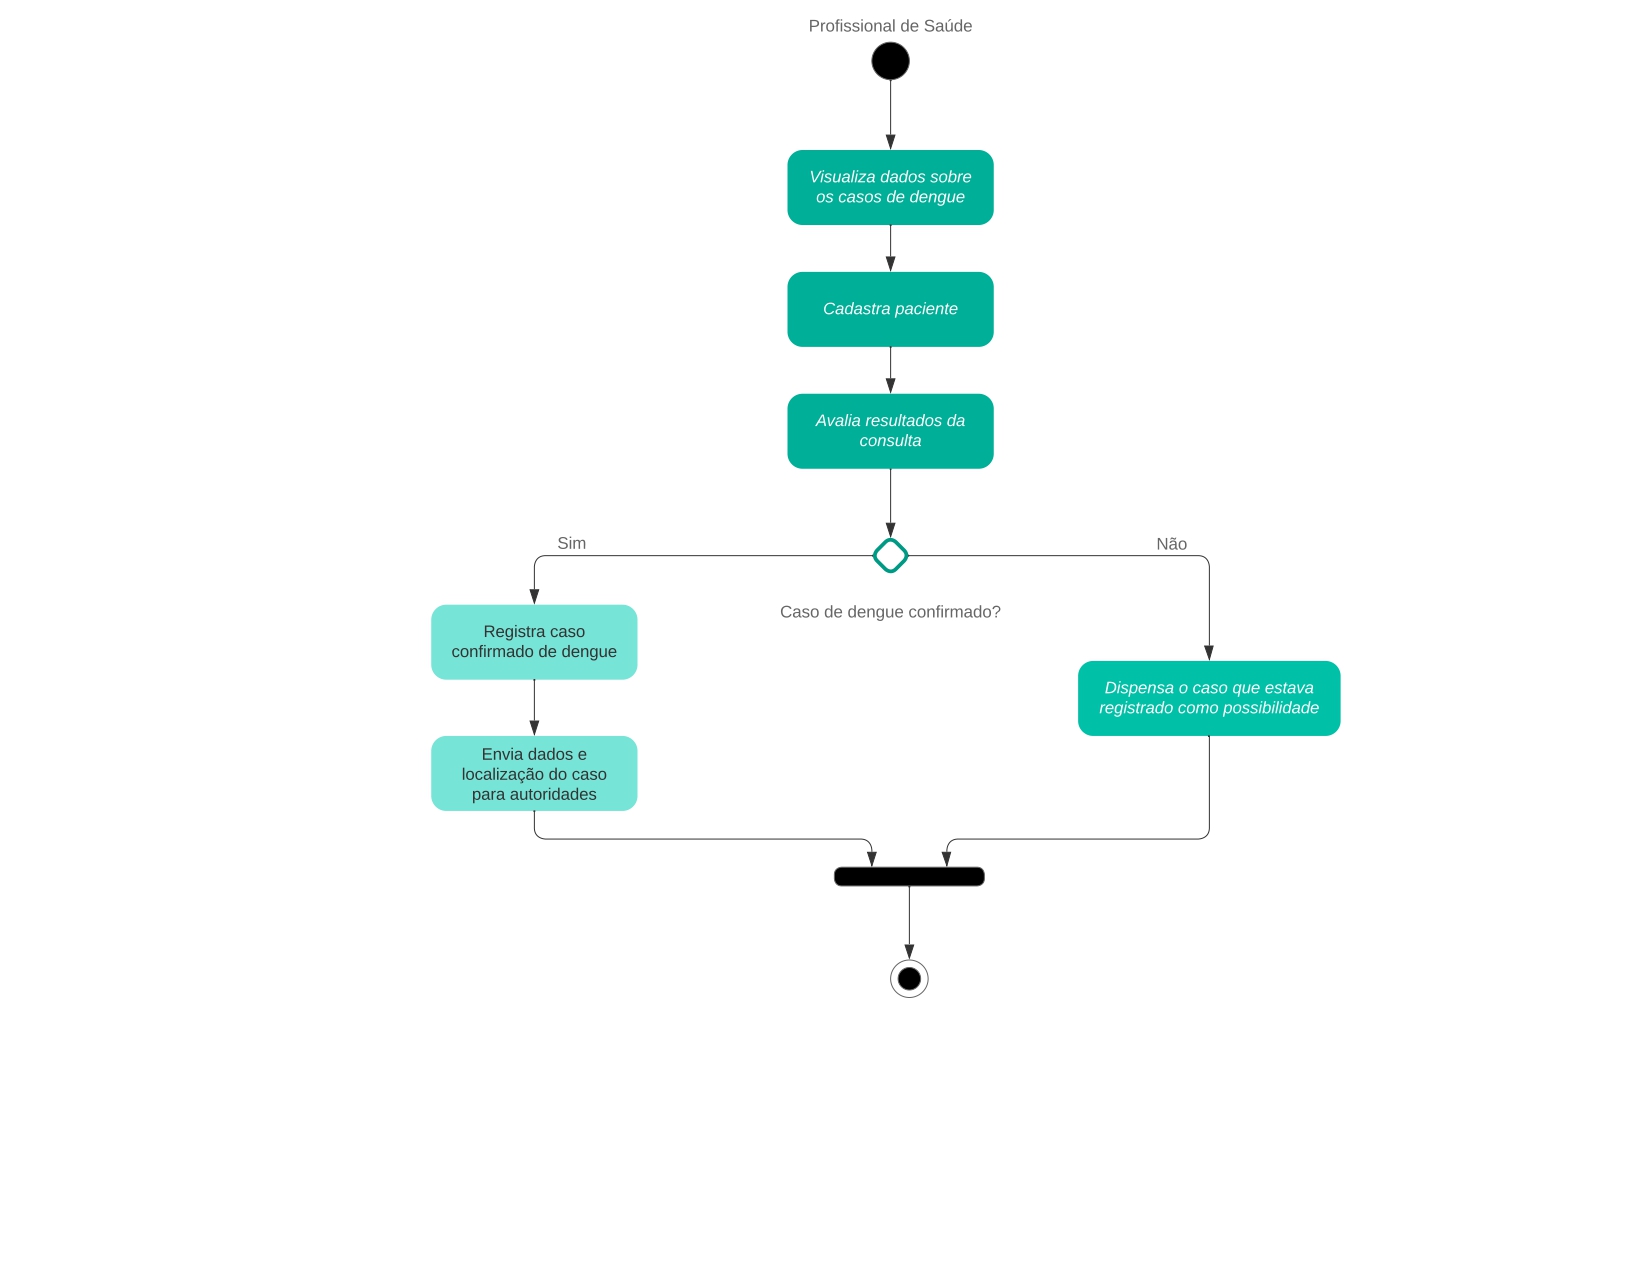 Profissional de Saúde
Visualiza dados sobre
os casos de dengue
Cadastra paciente
Avalia resultados da
consulta
Sim
Não
Caso de dengue confirmado?
Registra caso
confirmado de dengue
Dispensa o caso que estava
registrado como possibilidade
Envia dados e
localização do caso
para autoridades